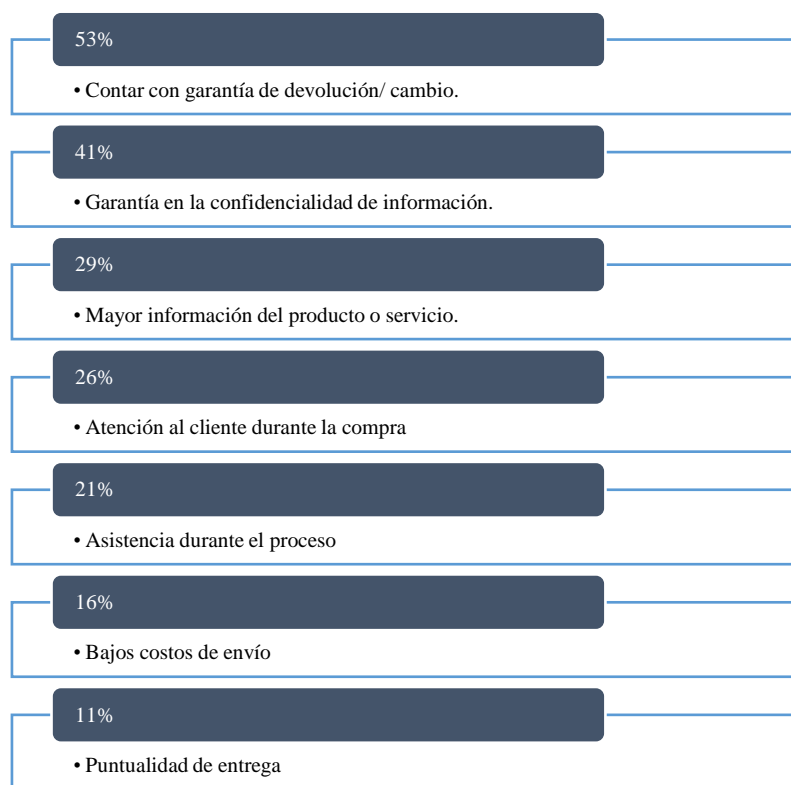 53%
• Contar con garantía de devolución/ cambio.
41%
• Garantía en la confidencialidad de información.
29%
• Mayor información del producto o servicio.
26%
• Atención al cliente durante la compra
21%
• Asistencia durante el proceso
16%
• Bajos costos de envío
11%
• Puntualidad de entrega